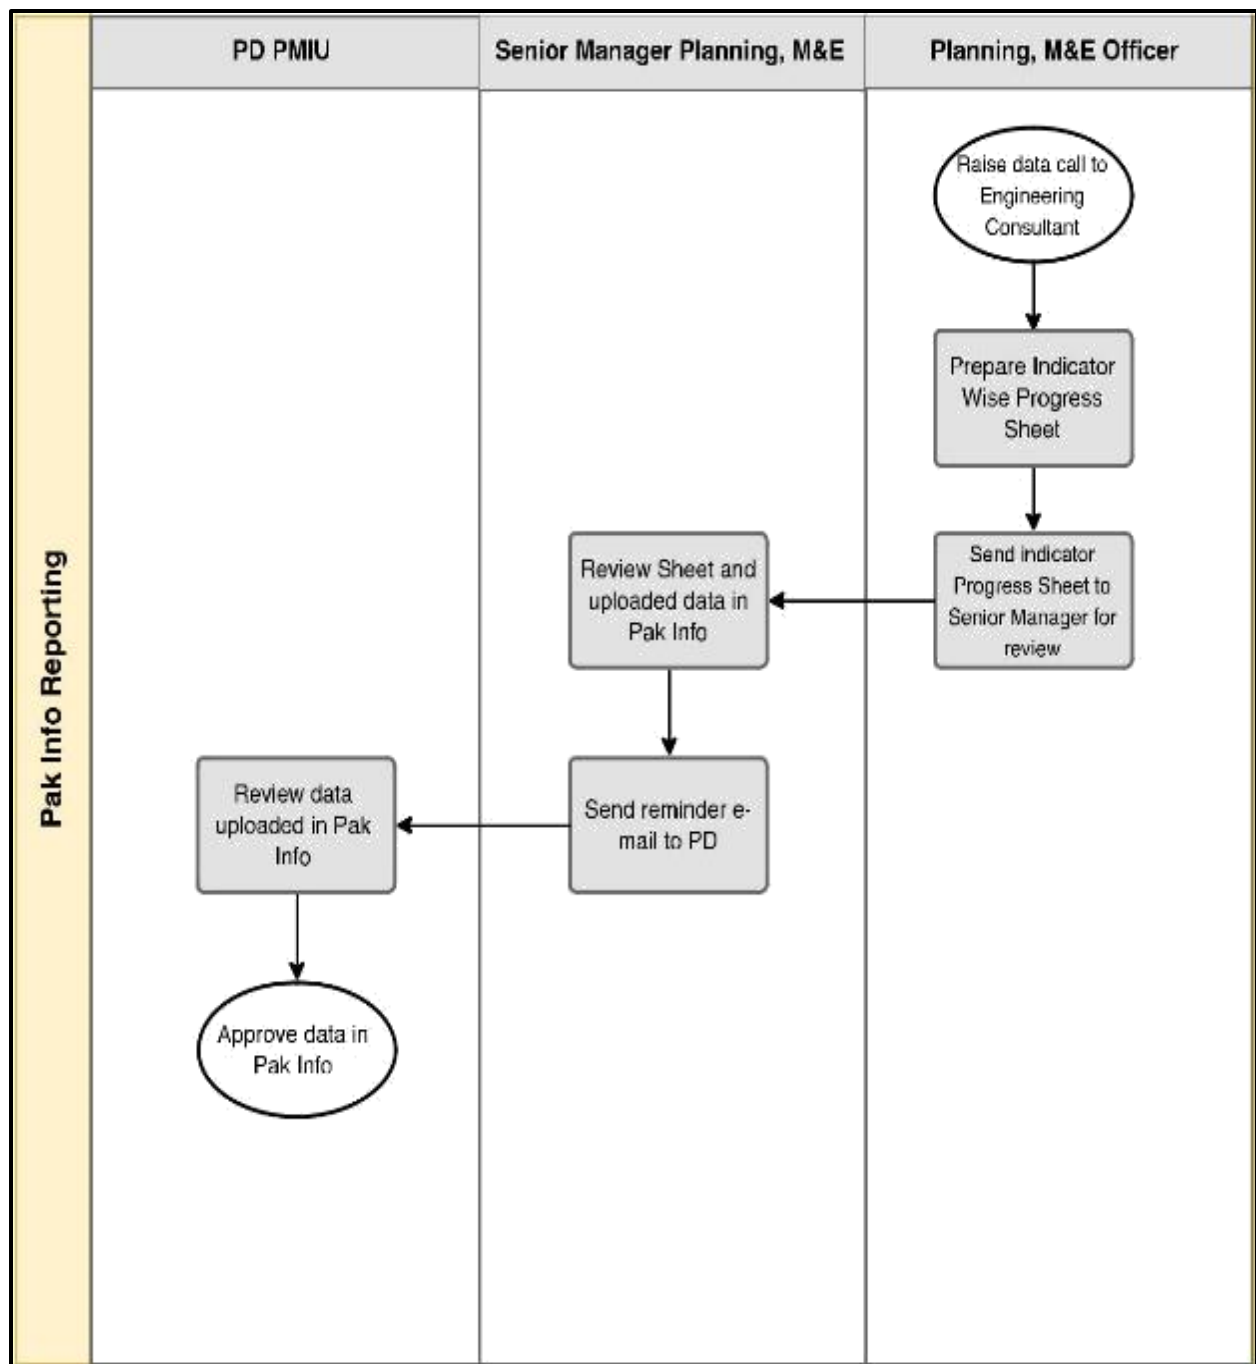 PD PMIU
Senior Manager Planning, M&E
Planning, M&E Officer
Pak Info Reporting
Raise data call to
Engineering
Consultant
Prepare Indicator
Wise Progress
Sheet
Send indicator
Progress Sheet to
Senior Manager for
review
Review Sheet and
uploaded data in
Pak Info
Send reminder e-
mail to PD
Review data
uploaded in Pak
Info
Approve data in
Pak Info